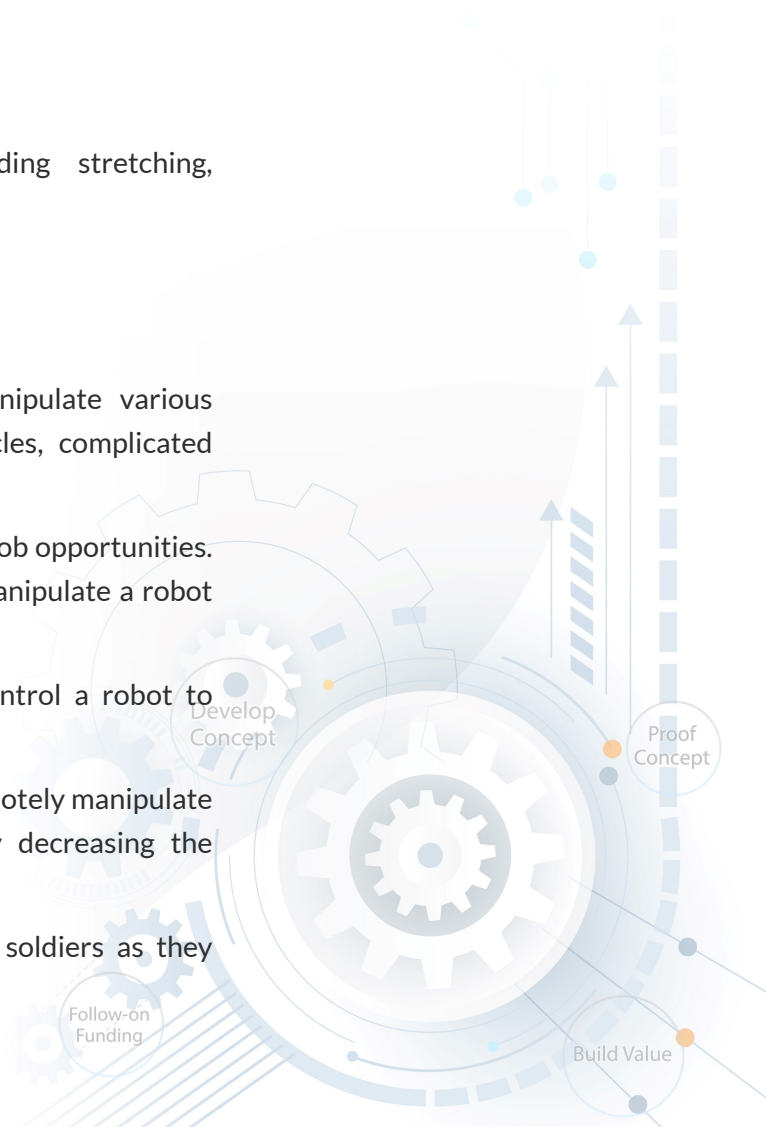 ding stretching,
nipulate various
cles, complicated
ob opportunities.
anipulate a robot
ntrol a robot to
otely manipulate
decreasing the
soldiers as they
Develop
Concept
Proof
Concept
Follow-on
Funding
Build Value